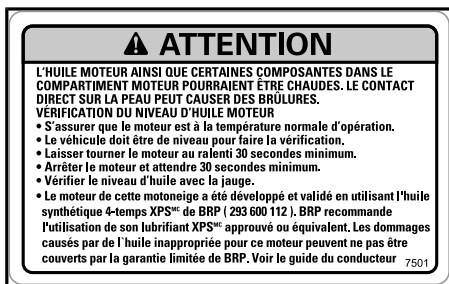 ATTENTION
L'HUILE MOTEUR AINSI QUE CERTAINES COMPOSANTES DANS LE
COMPARTIMENT MOTEUR POURRAIENT ÊTRE CHAUDES. LE CONTACT
DIRECT SUR LA PEAU PEUT CAUSER DES BRÛLURES.
VÉRIFICATION DU NIVEAU D'HUILE MOTEUR
• S'assurer que le moteur est à la température normale d'opération.
• Le véhicule doit être de niveau pour faire la vérification.
• Laisser tourner le moteur au ralenti 30 secondes minimum.
• Arrêter le moteur et attendre 30 secondes minimum.
• Vérifier le niveau d'huile avec la jauge.
• Le moteur de cette motoneige a été développé et validé en utilisant l'huile
synthétique 4-temps XPSᴹᶜ de BRP ( 293 600 112 ). BRP recommande
l'utilisation de son lubrifiant XPSᴹᶜ approuvé ou équivalent. Les dommages
causés par de l`huile inappropriée pour ce moteur peuvent ne pas être
couverts par la garantie limitée de BRP. Voir le guide du conducteur 7501